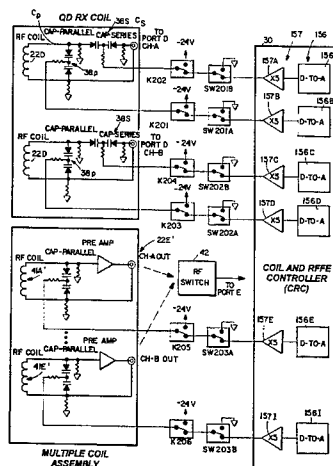 Cp QD RX COIL 38S Cs
RF COIL CAP-PARALLEL CAP-SERIES
TO PORT D CH-A
22D
38p
-24V
K202
SW201B
30
157 156
157A
X5
D-TO-A
-24V
K201
SW201A
157B
X5
D-TO-A
RF COIL CAP-PARALLEL 38S CAP-SERIES
TO PORT D CH-B
22D
38p
-24V
K204
SW202B
157C
X5
156C
D-TO-A
-24V
K203
SW202A
157D
X5
156D
D-TO-A
PRE AMP
CAP-PARALLEL
RF COIL
41A'
22E'
CH-A OUT
42
RF SWITCH
TO PORT E
COIL AND RFFE CONTROLLER (CRC)
-24V
K205
SW203A
157E
X5
156E
D-TO-A
PRE AMP
CAP-PARALLEL
RF COIL
41E'
CH-B OUT
-24V
K206
SW203B
157I
X5
156I
D-TO-A
MULTIPLE COIL ASSEMBLY